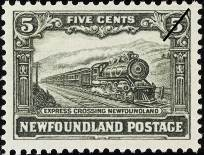 FIVE CENTS
5 5
EXPRESS CROSSING NEWFOUNDLAND
NEWFOUNDLAND POSTAGE